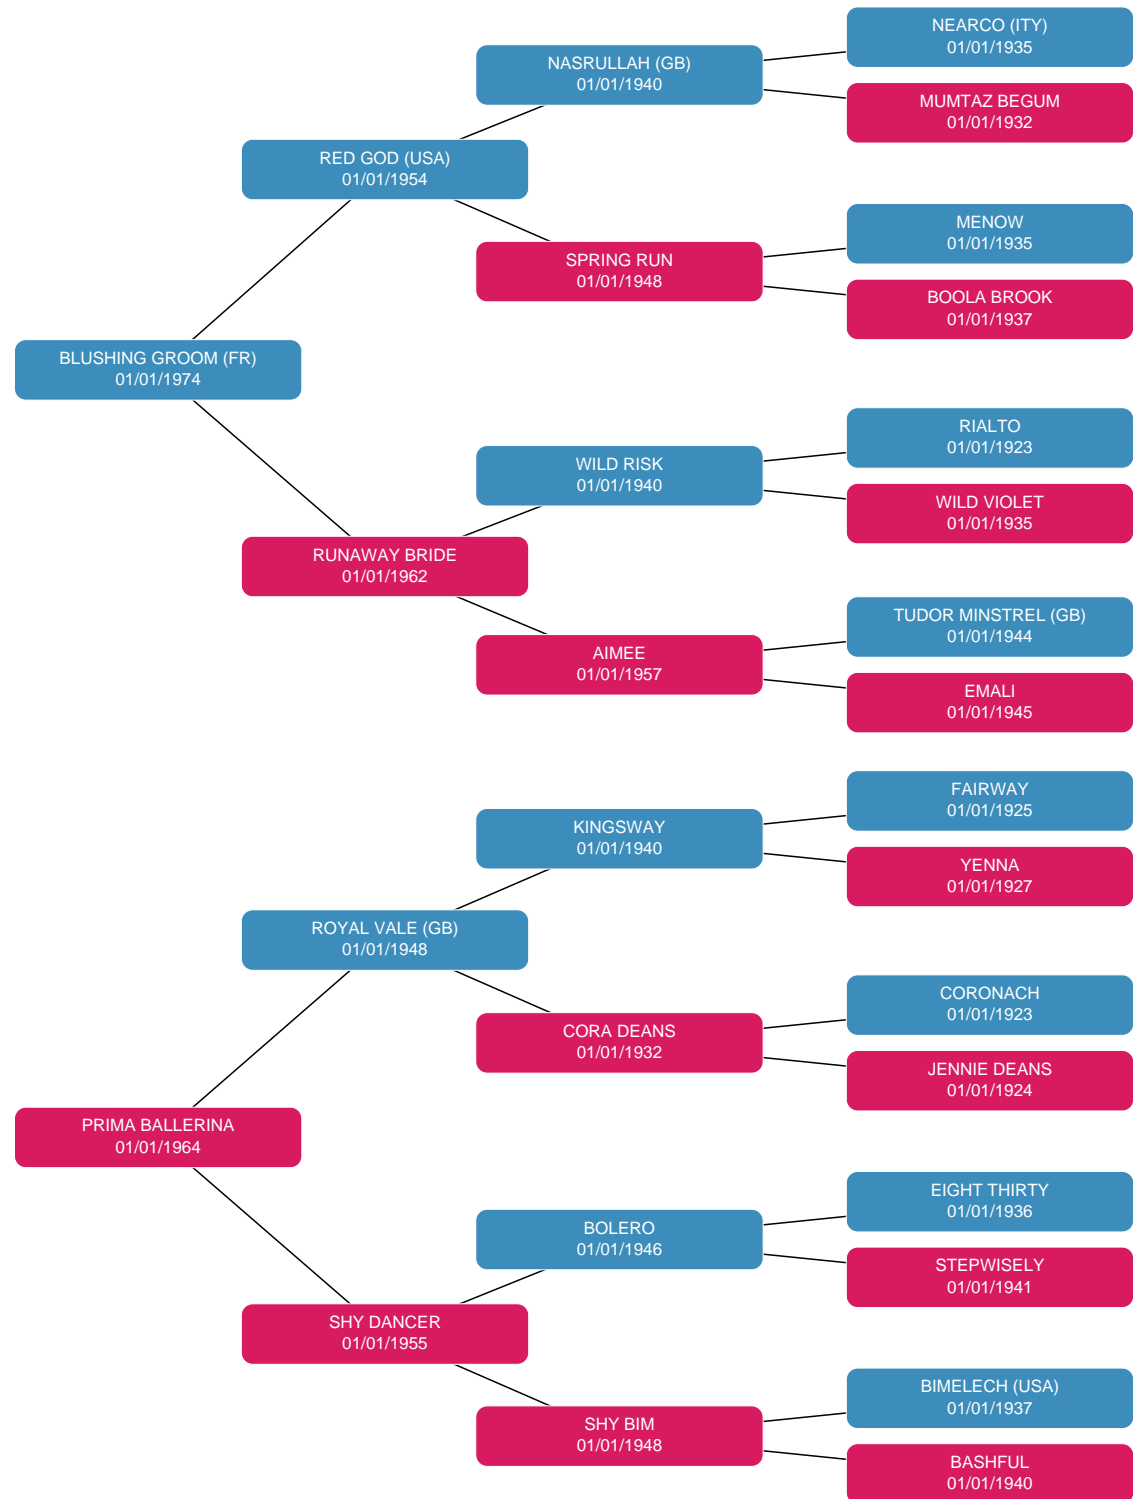 NEARCO (ITY)
01/01/1935
NASRULLAH (GB)
01/01/1940
MUMTAZ BEGUM
01/01/1932
RED GOD (USA)
01/01/1954
MENOW
01/01/1935
SPRING RUN
01/01/1948
BOOLA BROOK
01/01/1937
BLUSHING GROOM (FR)
01/01/1974
RIALTO
01/01/1923
WILD RISK
01/01/1940
WILD VIOLET
01/01/1935
RUNAWAY BRIDE
01/01/1962
TUDOR MINSTREL (GB)
01/01/1944
AIMEE
01/01/1957
EMALI
01/01/1945
FAIRWAY
01/01/1925
KINGSWAY
01/01/1940
YENNA
01/01/1927
ROYAL VALE (GB)
01/01/1948
CORONACH
01/01/1923
CORA DEANS
01/01/1932
JENNIE DEANS
01/01/1924
PRIMA BALLERINA
01/01/1964
EIGHT THIRTY
01/01/1936
BOLERO
01/01/1946
STEPWISELY
01/01/1941
SHY DANCER
01/01/1955
BIMELECH (USA)
01/01/1937
SHY BIM
01/01/1948
BASHFUL
01/01/1940